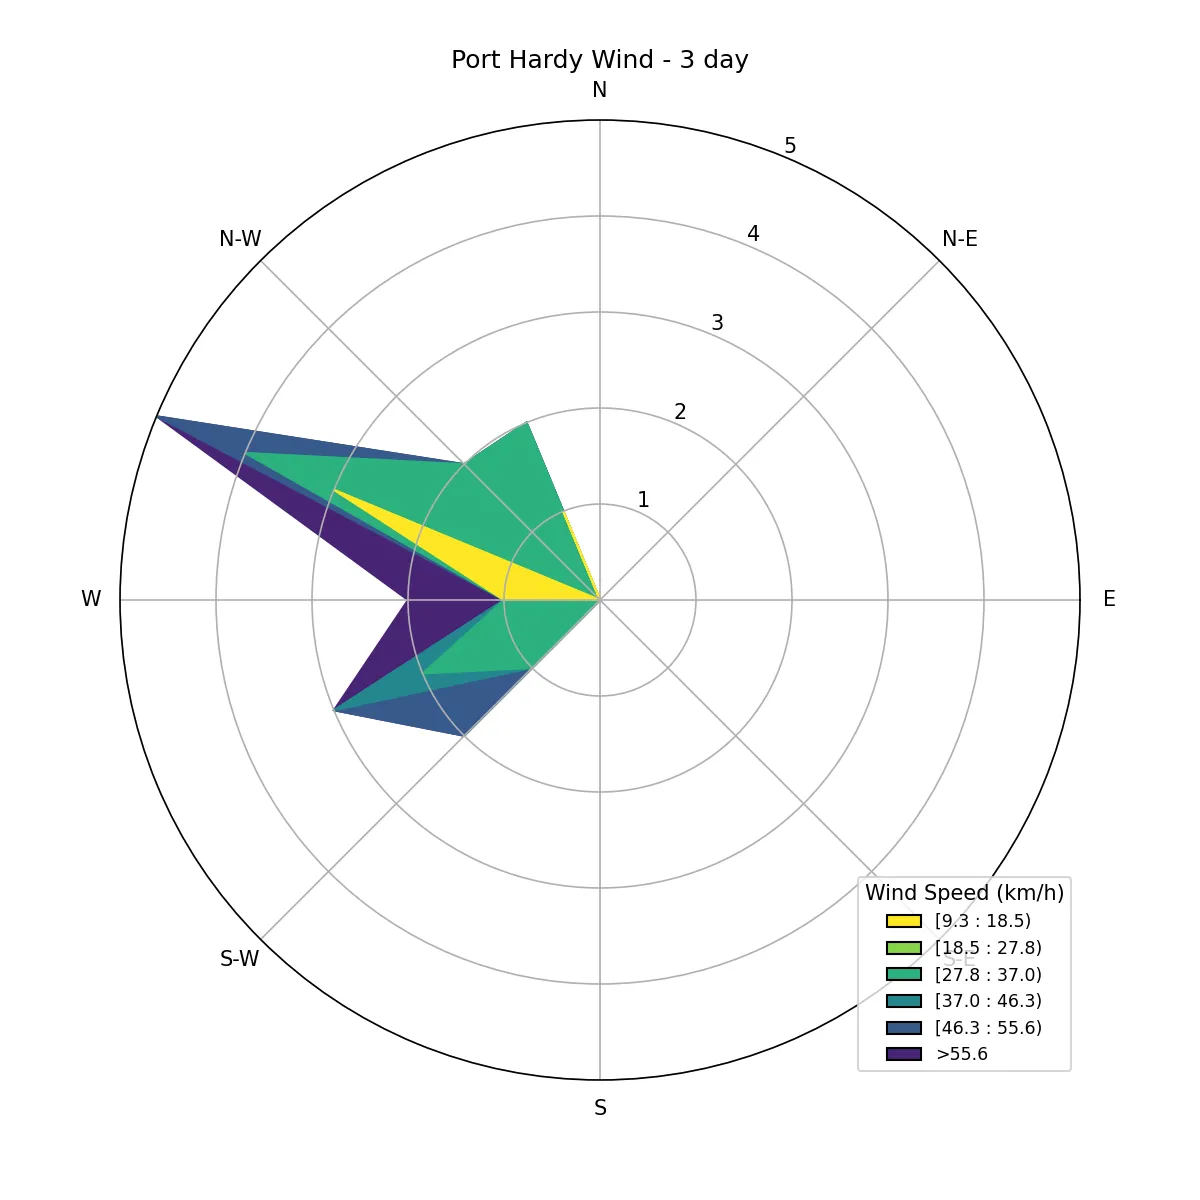 Port Hardy Wind - 3 day
N
5
N-W
4
N-E
3
2
1
W
E
Wind Speed (km/h)
[9.3 : 18.5)
[18.5 : 27.8)
S-W
S-E
[27.8 : 37.0)
[37.0 : 46.3)
[46.3 : 55.6)
>55.6
S